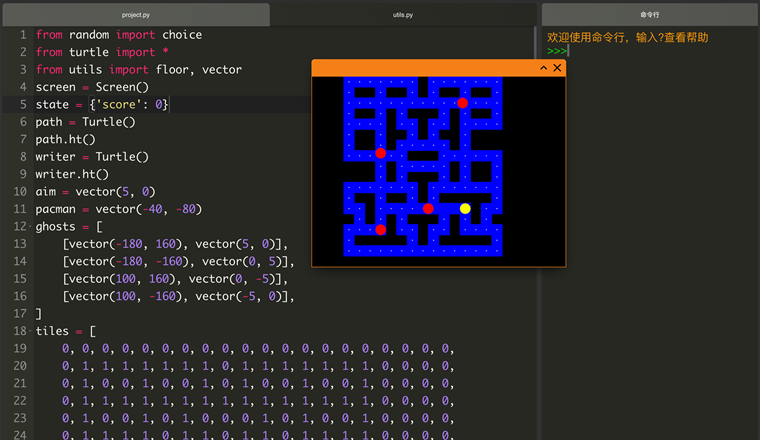 project.py
utils.py
命令行
1 from random import choice
2 from turtle import *
3 from utils import floor, vector
4 screen = Screen()
5 state = {'score': 0}
6 path = Turtle()
7 path.ht()
8 writer = Turtle()
9 writer.ht()
10 aim = vector(5, 0)
11 pacman = vector(-40, -80)
12 ghosts = [
13 [vector(-180, 160), vector(5, 0)],
14 [vector(-180, -160), vector(0, 5)],
15 [vector(100, 160), vector(0, -5)],
16 [vector(100, -160), vector(-5, 0)],
17 ]
18 tiles = [
19 0, 0, 0, 0, 0, 0, 0, 0, 0, 0, 0, 0, 0, 0, 0, 0, 0, 0, 0, 0,
20 0, 1, 1, 1, 1, 1, 1, 1, 1, 0, 1, 1, 1, 1, 1, 1, 0, 0, 0, 0,
21 0, 1, 0, 0, 1, 0, 0, 1, 0, 1, 0, 0, 1, 0, 0, 1, 0, 0, 0, 0,
22 0, 1, 1, 1, 1, 1, 1, 1, 1, 1, 1, 1, 1, 1, 1, 1, 0, 0, 0, 0,
23 0, 1, 0, 0, 1, 0, 1, 0, 0, 0, 1, 0, 1, 0, 0, 1, 0, 0, 0, 0,
24 0, 1, 1, 1, 1, 0, 1, 1, 0, 1, 1, 0, 1, 1, 1, 1, 0, 0, 0, 0,
欢迎使用命令行，输入?查看帮助
>>>